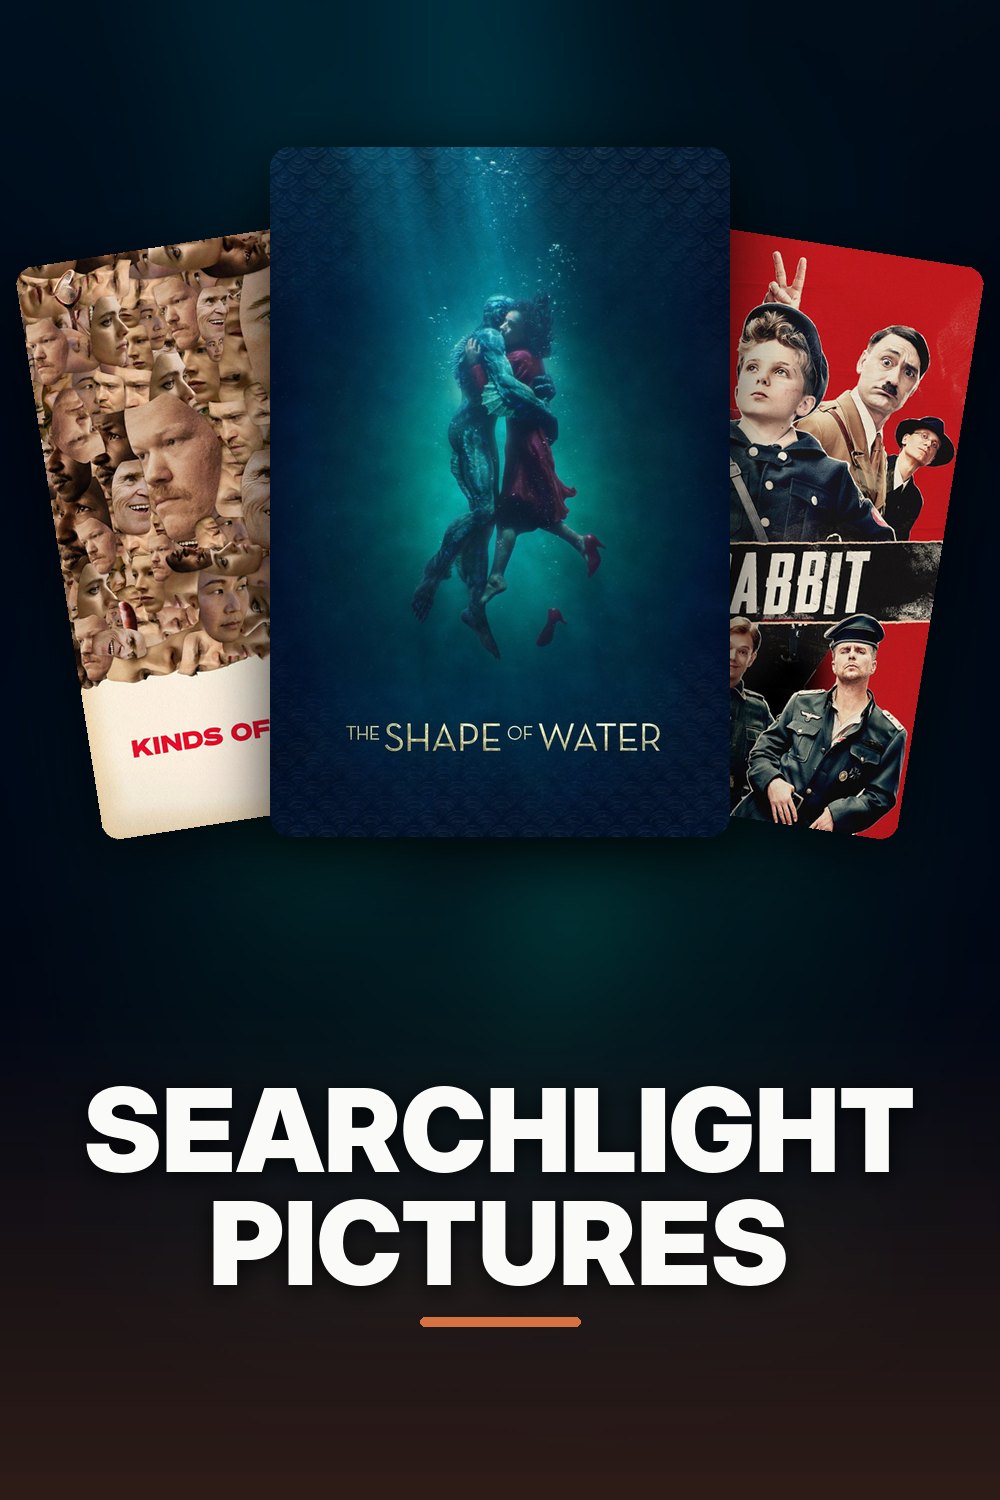 KINDS OF
THE SHAPE OF WATER
ABBIT
SEARCHLIGHT
PICTURES